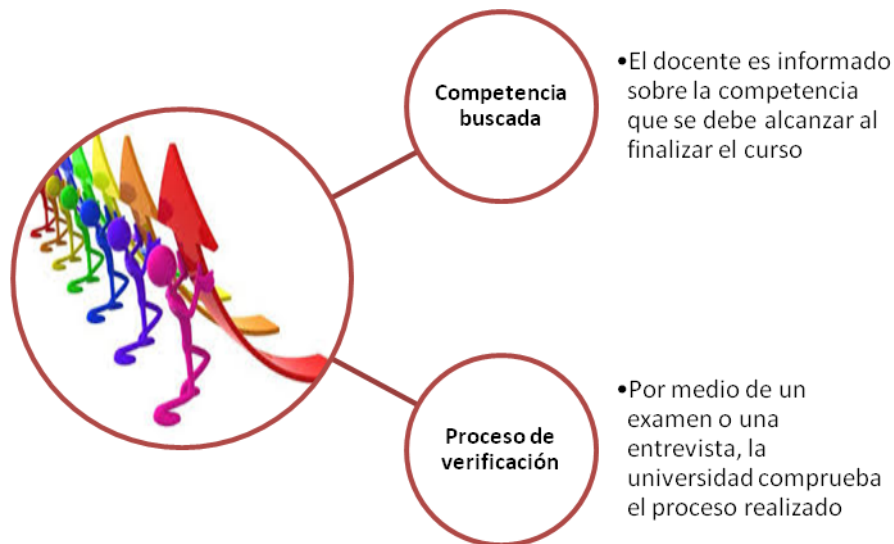 Competencia
buscada
•El docente es informado
sobre la competencia
que se debe alcanzar al
finalizar el curso
Proceso de
verificación
•Por medio de un
examen o una
entrevista, la
universidad comprueba
el proceso realizado